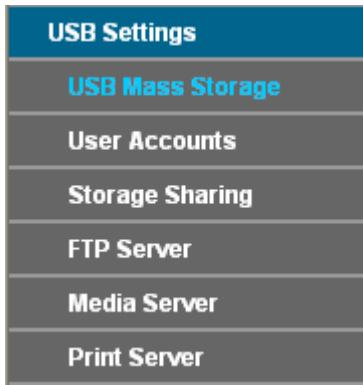 USB Settings
USB Mass Storage
User Accounts
Storage Sharing
FTP Server
Media Server
Print Server